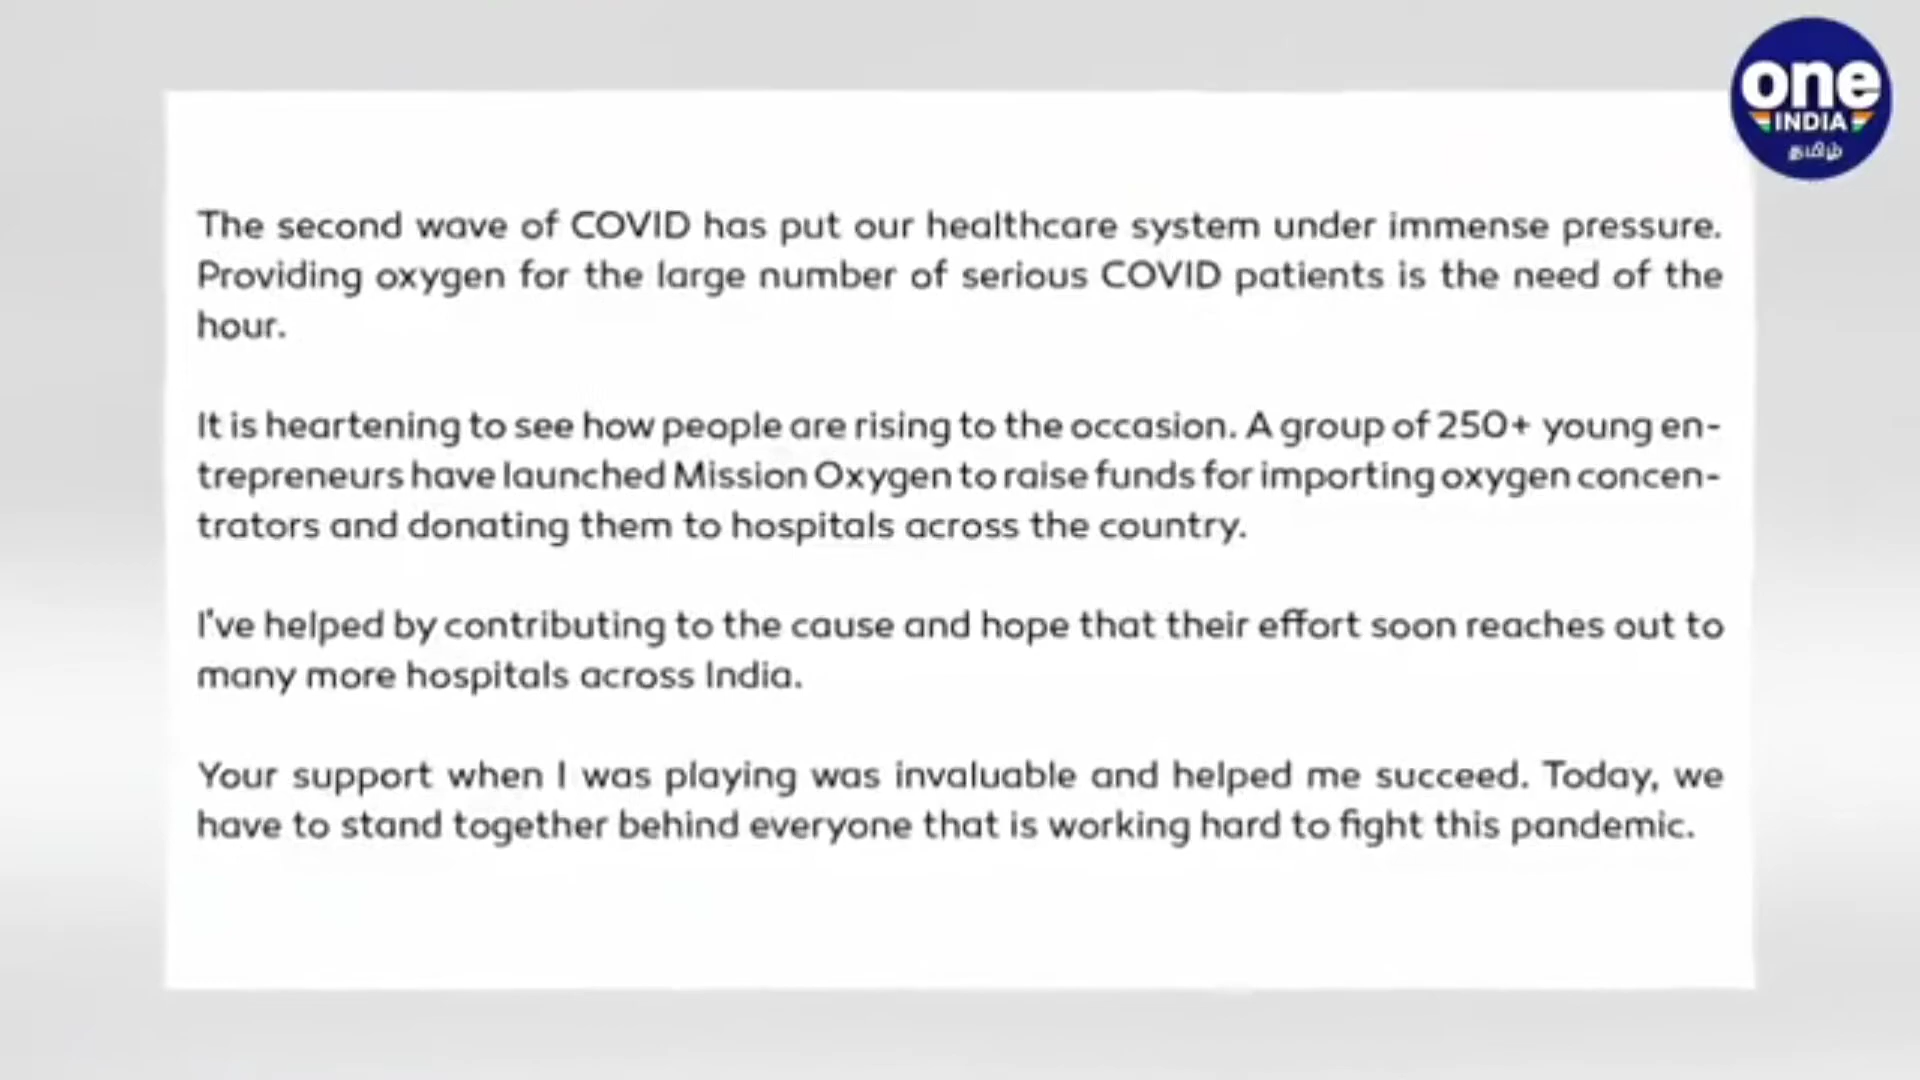 one
INDIA
தமிழ்
The second wave of COVID has put our healthcare system under immense pressure.
Providing oxygen for the large number of serious COVID patients is the need of the
hour.
It is heartening to see how people are rising to the occasion. A group of 250+ young en-
trepreneurs have launched Mission Oxygen to raise funds for importing oxygen concen-
trators and donating them to hospitals across the country.
I've helped by contributing to the cause and hope that their effort soon reaches out to
many more hospitals across India.
Your support when I was playing was invaluable and helped me succeed. Today, we
have to stand together behind everyone that is working hard to fight this pandemic.